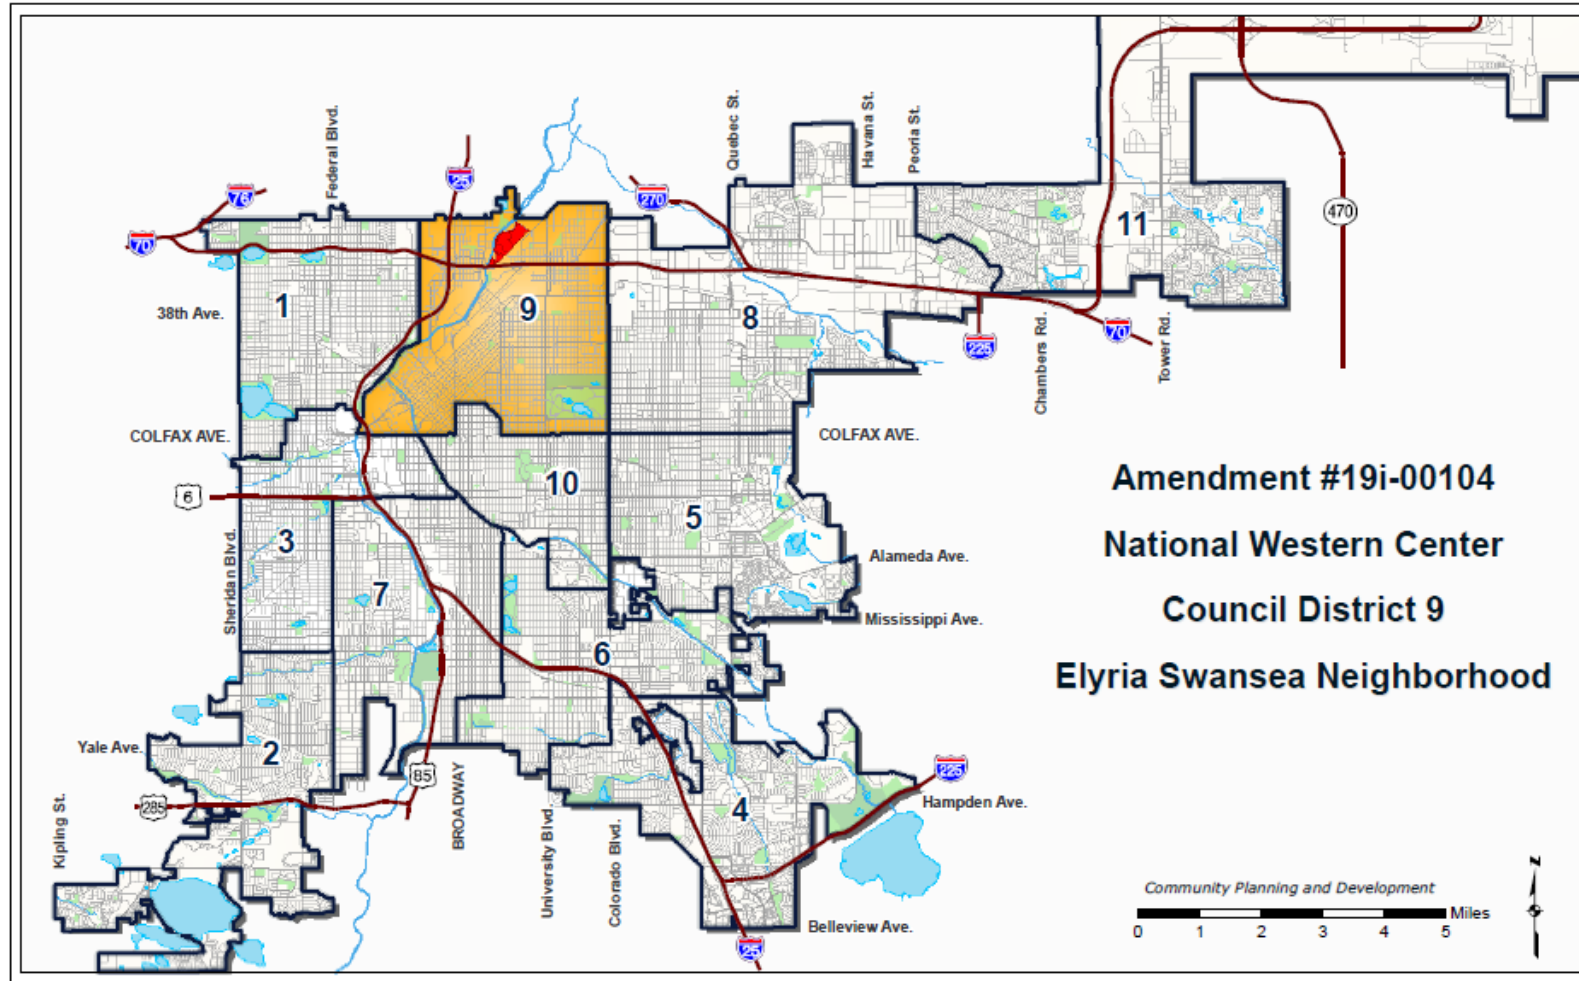 Federal Blvd.
Quebec St.
Havana St.
Peoria St.
76
25
270
70
470
11
1
9
8
38th Ave.
225
70
Chambers Rd.
Tower Rd.
COLFAX AVE.
COLFAX AVE.
6
10
5
3
Sheridan Blvd.
7
Alameda Ave.
Mississippi Ave.
6
Amendment #19i-00104
National Western Center
Council District 9
Elyria Swansea Neighborhood
Yale Ave.
2
85
285
225
Hampden Ave.
4
Kipling St.
BROADWAY
University Blvd.
Colorado Blvd.
Belleview Ave.
25
Community Planning and Development
Miles
0 1 2 3 4 5
N